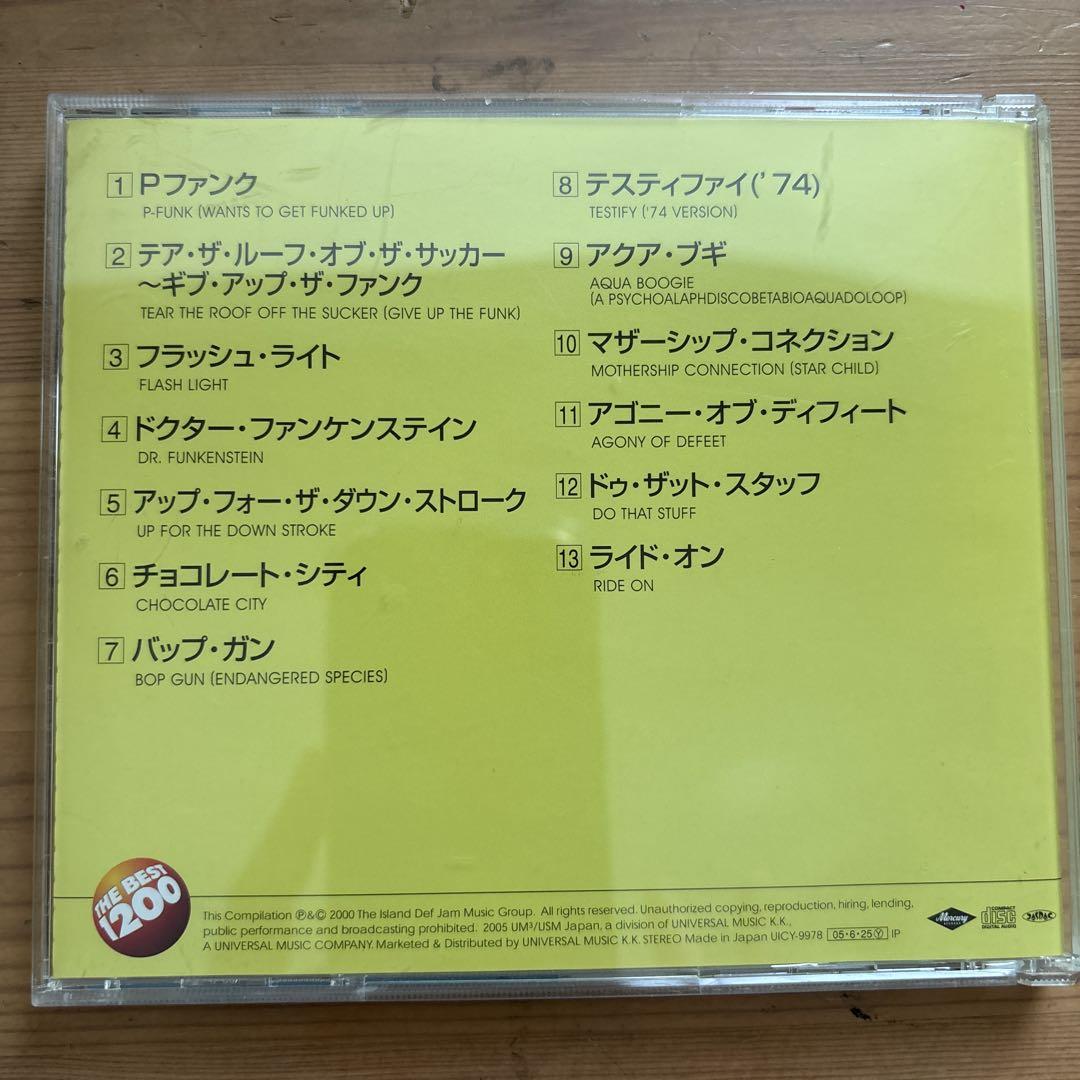 1 Pファンク
P-FUNK (WANTS TO GET FUNKED UP)
2 テア・ザ・ルーフ・オブ・ザ・サッカー
〜ギブ・アップ・ザ・ファンク
TEAR THE ROOF OFF THE SUCKER (GIVE UP THE FUNK)
3 フラッシュ・ライト
FLASH LIGHT
4 ドクター・ファンケンステイン
DR. FUNKENSTEIN
5 アップ・フォー・ザ・ダウン・ストローク
UP FOR THE DOWN STROKE
6 チョコレート・シティ
CHOCOLATE CITY
7 バップ・ガン
BOP GUN (ENDANGERED SPECIES)
8 テスティファイ('74)
TESTIFY ('74 VERSION)
9 アクア・ブギ
AQUA BOOGIE
(A PSYCHOALAPHDISCOBETABIOAQUADOLOOP)
10 マザーシップ・コネクション
MOTHERSHIP CONNECTION (STAR CHILD)
11 アゴニー・オブ・ディフィート
AGONY OF DEFEET
12 ドゥ・ザット・スタッフ
DO THAT STUFF
13 ライド・オン
RIDE ON
THE BEST
1200
This Compilation ℗&© 2000 The Island Def Jam Music Group. All rights reserved. Unauthorized copying, reproduction, hiring, lending,
public performance and broadcasting prohibited. 2005 UM³/USM Japan, a division of UNIVERSAL MUSIC K.K.,
A UNIVERSAL MUSIC COMPANY. Marketed & Distributed by UNIVERSAL MUSIC K.K. STEREO Made in Japan UICY-9978 05・6・25Ⓨ IP
Mercury
RECORDS
COMPACT
disc
DIGITAL AUDIO
JASRAC